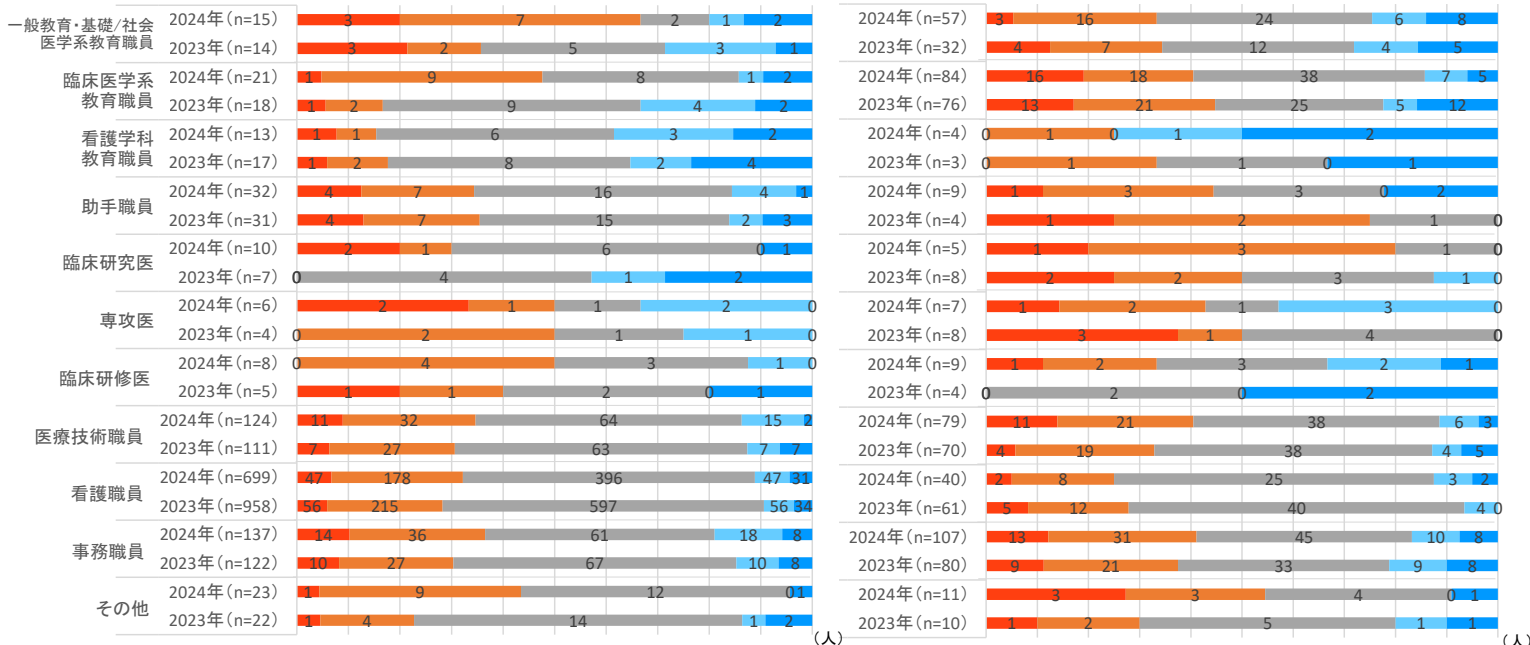 一般教育・基礎/社会
医学系教育職員
2024年(n=15) 3 7 2 1 2
2023年(n=14) 3 2 5 3 1
臨床医学系
教育職員
2024年(n=21) 1 9 8 1 2
2023年(n=18) 1 2 9 4 2
看護学科
教育職員
2024年(n=13) 1 1 6 3 2
2023年(n=17) 1 2 8 2 4
助手職員
2024年(n=32) 4 7 16 4 1
2023年(n=31) 4 7 15 2 3
臨床研究医
2024年(n=10) 2 1 6 0 1
2023年(n=7) 0 4 1 2
専攻医
2024年(n=6) 2 1 1 2 0
2023年(n=4) 0 2 1 1 0
臨床研修医
2024年(n=8) 0 4 3 1 0
2023年(n=5) 1 1 2 0 1
医療技術職員
2024年(n=124) 11 32 64 15 2
2023年(n=111) 7 27 63 7 7
看護職員
2024年(n=699) 47 178 396 47 31
2023年(n=958) 56 215 597 56 34
事務職員
2024年(n=137) 14 36 61 18 8
2023年(n=122) 10 27 67 10 8
その他
2024年(n=23) 1 9 12 0 1
2023年(n=22) 1 4 14 1 2
(人)
2024年(n=57) 3 16 24 6 8
2023年(n=32) 4 7 12 4 5
2024年(n=84) 16 18 38 7 5
2023年(n=76) 13 21 25 5 12
2024年(n=4) 0 1 0 1 2
2023年(n=3) 0 1 1 0 1
2024年(n=9) 1 3 3 0 2
2023年(n=4) 1 2 1 0
2024年(n=5) 1 3 1 0
2023年(n=8) 2 2 3 1 0
2024年(n=7) 1 2 1 3 0
2023年(n=8) 3 1 4 0
2024年(n=9) 1 2 3 2 1
2023年(n=4) 0 2 0 2
2024年(n=79) 11 21 38 6 3
2023年(n=70) 4 19 38 4 5
2024年(n=40) 2 8 25 3 2
2023年(n=61) 5 12 40 4 0
2024年(n=107) 13 31 45 10 8
2023年(n=80) 9 21 33 9 8
2024年(n=11) 3 3 4 0 1
2023年(n=10) 1 2 5 1 1
(人)